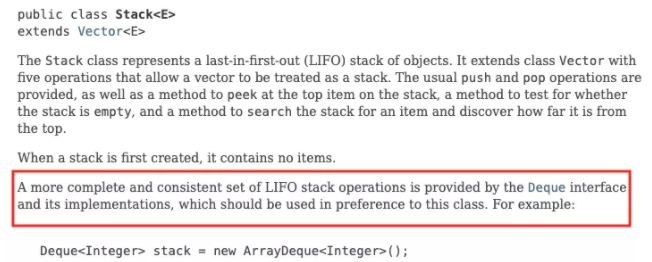 public class Stack<E>
extends Vector<E>
The Stack class represents a last-in-first-out (LIFO) stack of objects. It extends class Vector with
five operations that allow a vector to be treated as a stack. The usual push and pop operations are
provided, as well as a method to peek at the top item on the stack, a method to test for whether
the stack is empty, and a method to search the stack for an item and discover how far it is from
the top.
When a stack is first created, it contains no items.
A more complete and consistent set of LIFO stack operations is provided by the Deque interface
and its implementations, which should be used in preference to this class. For example:
Deque<Integer> stack = new ArrayDeque<Integer>();